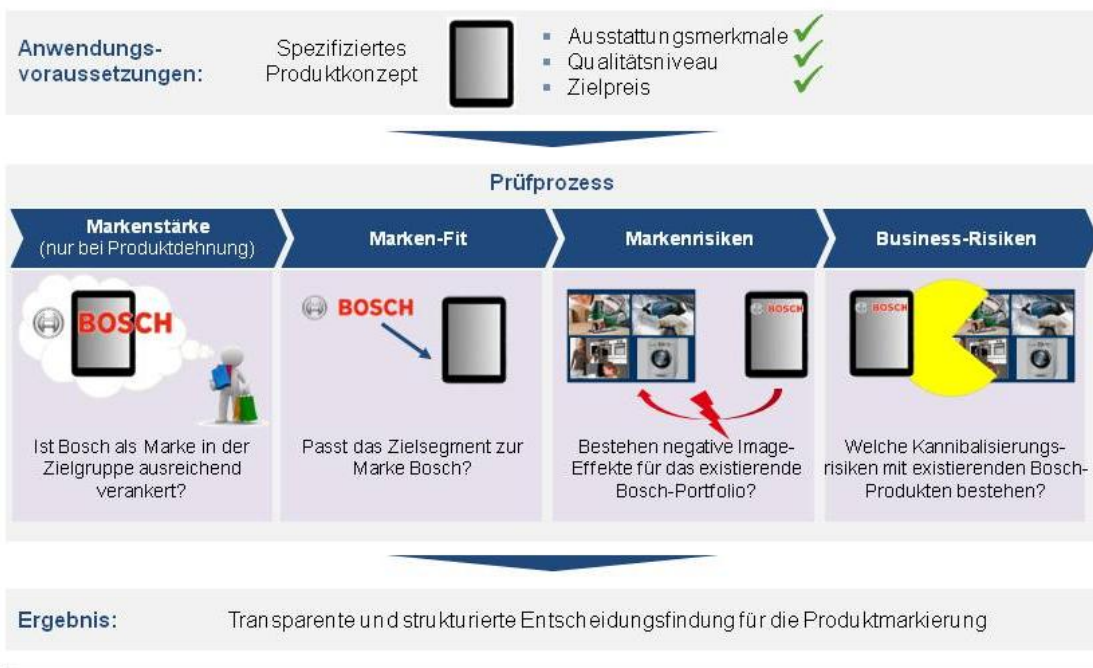 Anwendungs-
voraussetzungen:
Spezifiziertes
Produktkonzept
Ausstattungsmerkmale
Qualitätsniveau
Zielpreis
Prüfprozess
Markenstärke
(nur bei Produktdehnung)
Marken-Fit
Markenrisiken
Business-Risiken
BOSCH
Ist Bosch als Marke in der
Zielgruppe ausreichend
verankert?
BOSCH
Passt das Zielsegment zur
Marke Bosch?
BOSCH
Bestehen negative Image-
Effekte für das existierende
Bosch-Portfolio?
BOSCH
Welche Kannibalisierungs-
risiken mit existierenden Bosch-
Produkten bestehen?
Ergebnis:
Transparente und strukturierte Entscheidungsfindung für die Produktmarkierung